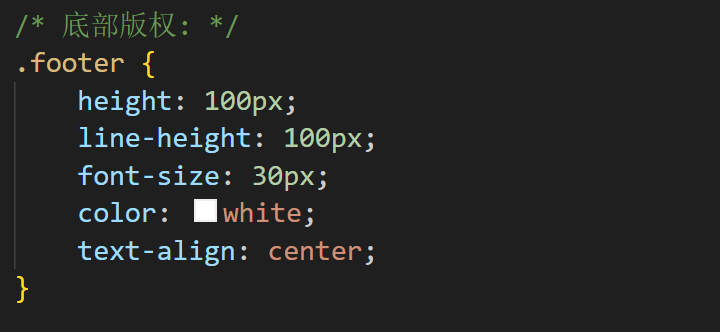 /* 底部版权: */
.footer {
    height: 100px;
    line-height: 100px;
    font-size: 30px;
    color: white;
    text-align: center;
}